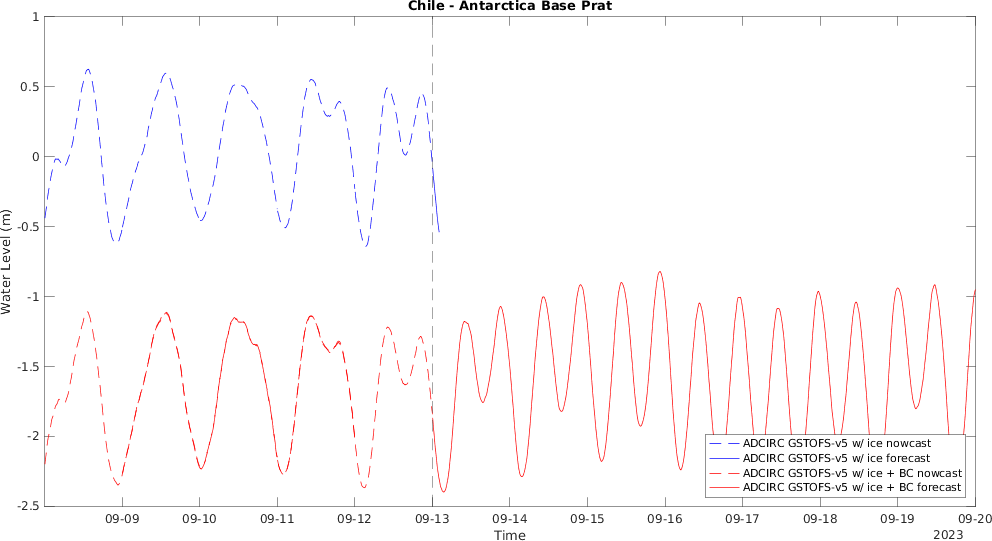 Chile - Antarctica Base Prat
Water Level (m)
1
0.5
0
-0.5
-1
-1.5
-2
-2.5
ADCIRC GSTOFS-v5 w/ ice nowcast
ADCIRC GSTOFS-v5 w/ ice forecast
ADCIRC GSTOFS-v5 w/ ice + BC nowcast
ADCIRC GSTOFS-v5 w/ ice + BC forecast
09-09 09-10 09-11 09-12 09-13 09-14 09-15 09-16 09-17 09-18 09-19 09-20
Time
2023